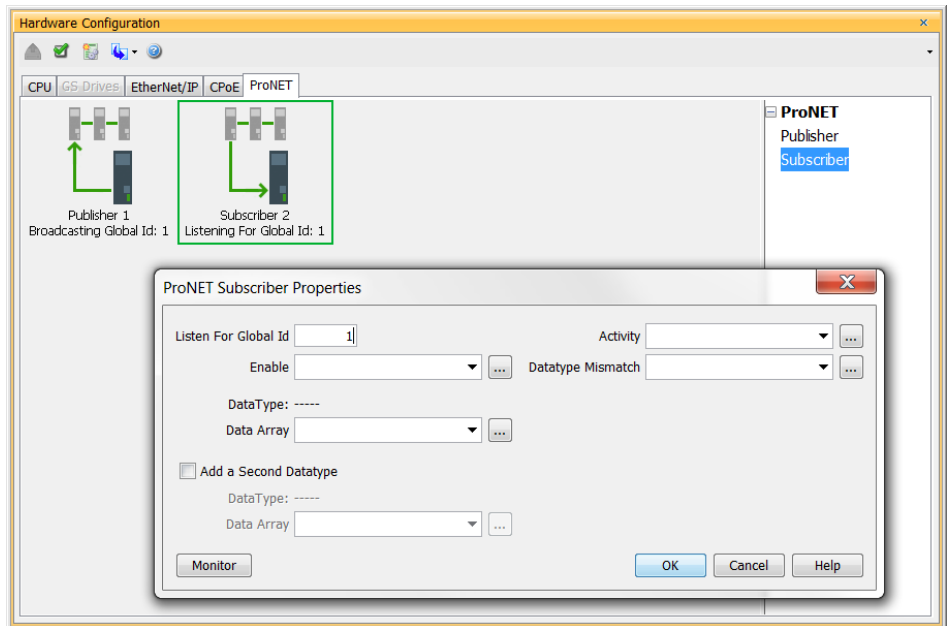 Hardware Configuration
CPU GS Drives EtherNet/IP CPoE ProNET
ProNET
Publisher
Subscriber
Publisher 1
Broadcasting Global Id: 1
Subscriber 2
Listening For Global Id: 1
ProNET Subscriber Properties
Listen For Global Id 1 Activity ...
Enable ... Datatype Mismatch ...
DataType: -----
Data Array ...
Add a Second Datatype
DataType: -----
Data Array ...
Monitor OK Cancel Help